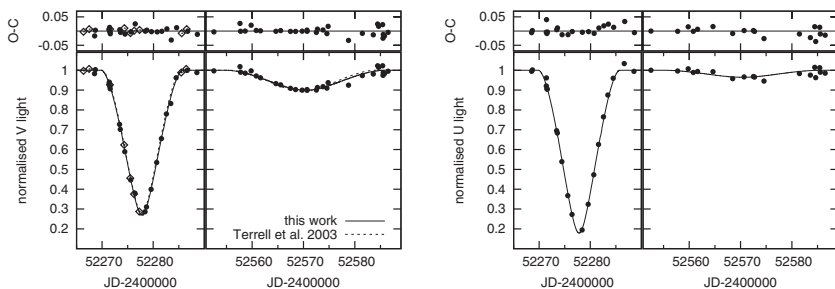 O-C
0.05
-0.05
normalised V light
1
0.9
0.8
0.7
0.6
0.5
0.4
0.3
0.2
this work
Terrell et al. 2003
52270 52280 52560 52570 52580
JD-2400000
JD-2400000
O-C
0.05
-0.05
normalised U light
1
0.9
0.8
0.7
0.6
0.5
0.4
0.3
0.2
52270 52280 52560 52570 52580
JD-2400000
JD-2400000